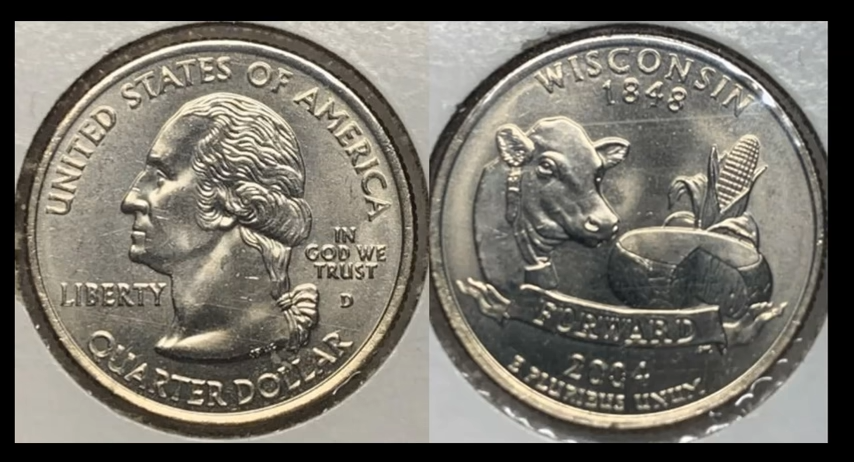 UNITED STATES OF AMERICA
LIBERTY
IN
GOD WE
TRUST
D
QUARTER DOLLAR
WISCONSIN
1848
FORWARD
2004
E PLURIBUS UNUM